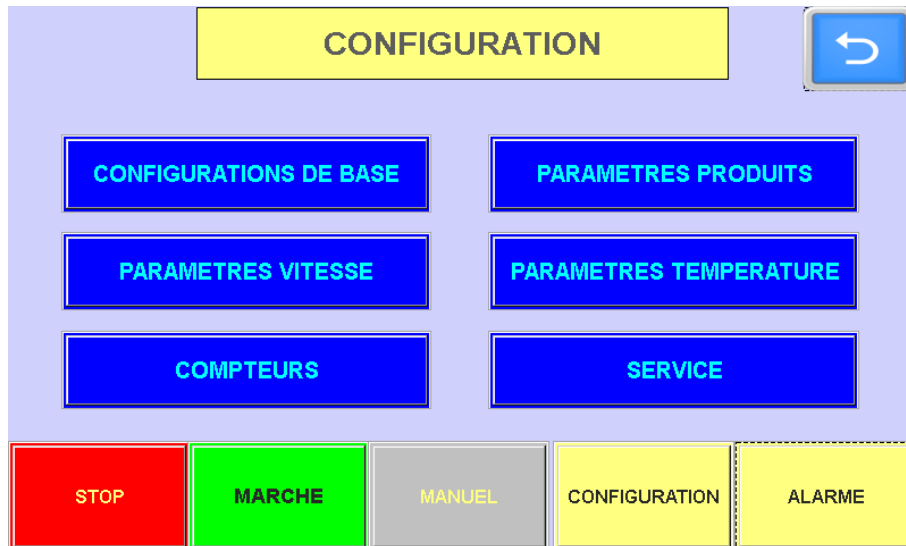 CONFIGURATION
CONFIGURATIONS DE BASE
PARAMETRES PRODUITS
PARAMETRES VITESSE
PARAMETRES TEMPERATURE
COMPTEURS
SERVICE
STOP
MARCHE
MANUEL
CONFIGURATION
ALARME